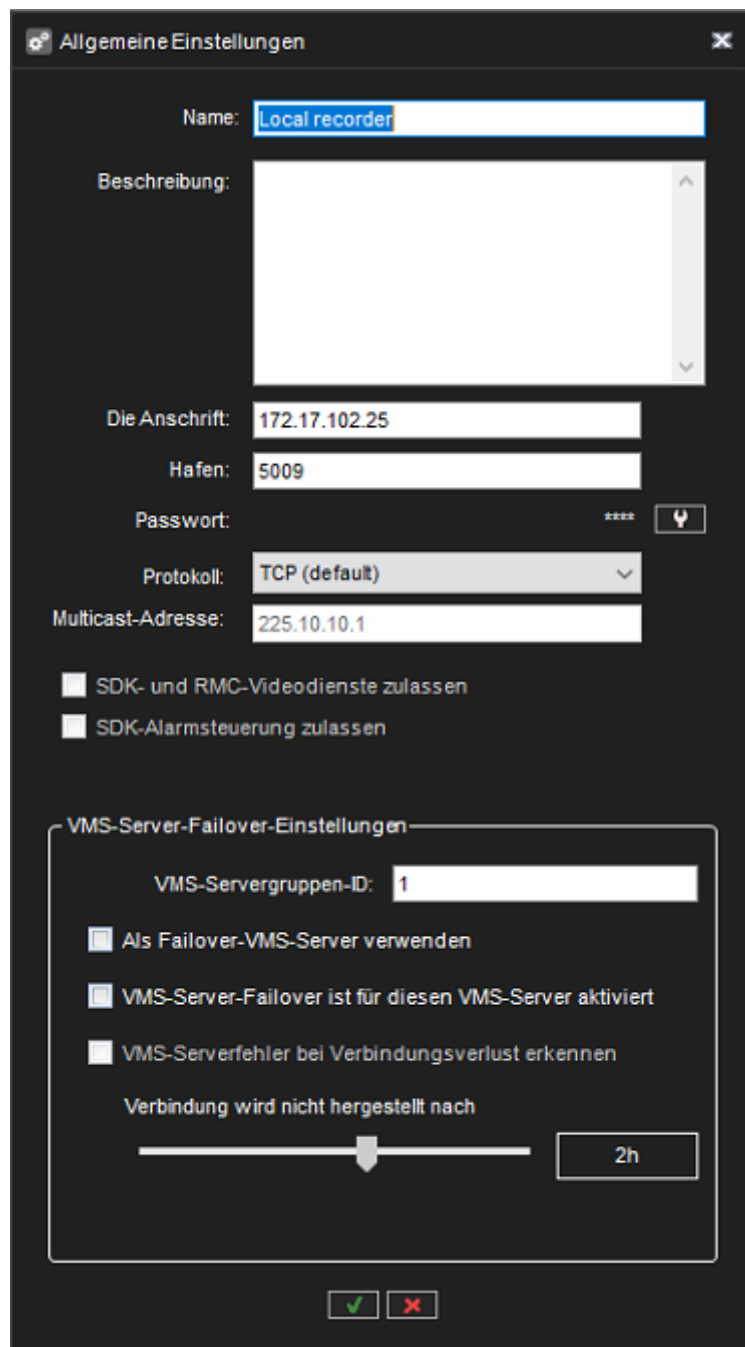 Allgemeine Einstellungen
Name: Local recorder
Beschreibung:
Die Anschrift: 172.17.102.25
Hafen: 5009
Passwort: ****
Protokoll: TCP (default)
Multicast-Adresse: 225.10.10.1
SDK- und RMC-Videodienste zulassen
SDK-Alarmsteuerung zulassen
VMS-Server-Failover-Einstellungen
VMS-Servergruppen-ID: 1
Als Failover-VMS-Server verwenden
VMS-Server-Failover ist für diesen VMS-Server aktiviert
VMS-Serverfehler bei Verbindungsverlust erkennen
Verbindung wird nicht hergestellt nach
2h